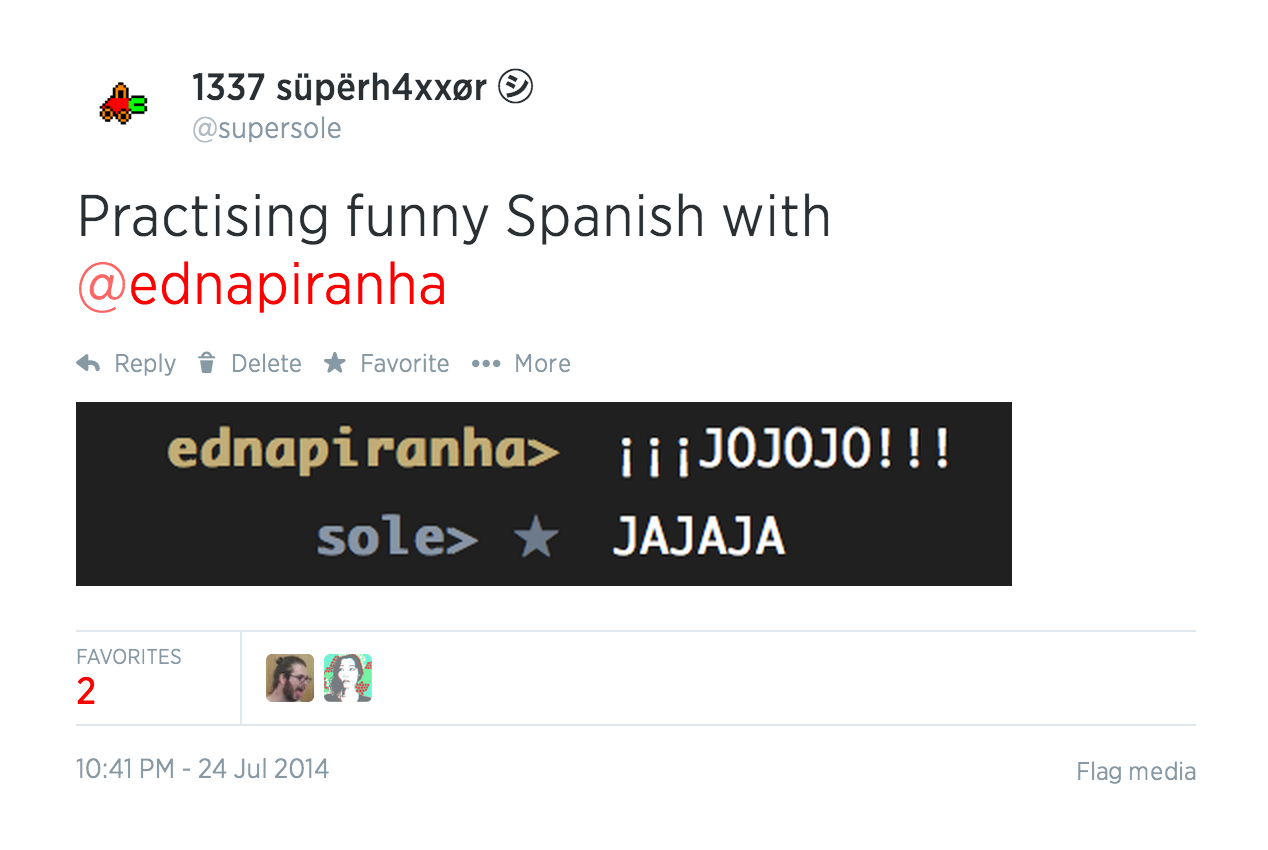 1337 süpërh4xxør ㋛
@supersole
Practising funny Spanish with
@ednapiranha
Reply Delete Favorite More
ednapiranha> ¡¡¡JOJOJO!!!
sole> ★ JAJAJA
FAVORITES
2
10:41 PM - 24 Jul 2014
Flag media